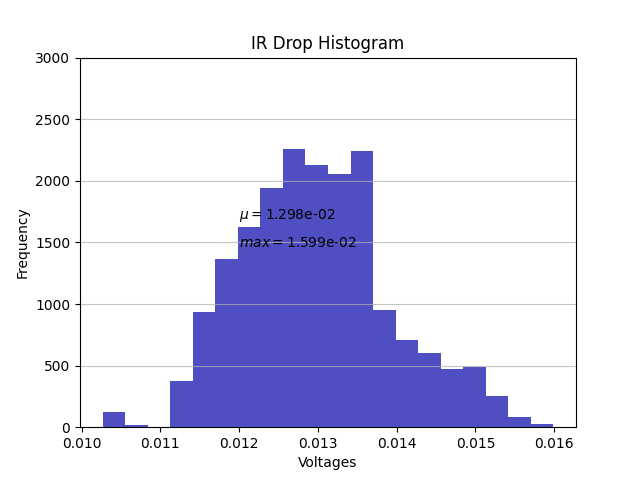 IR Drop Histogram
3000
2500
2000
1500
1000
500
0
Frequency
μ = 1.298e-02
max = 1.599e-02
0.010 0.011 0.012 0.013 0.014 0.015 0.016
Voltages